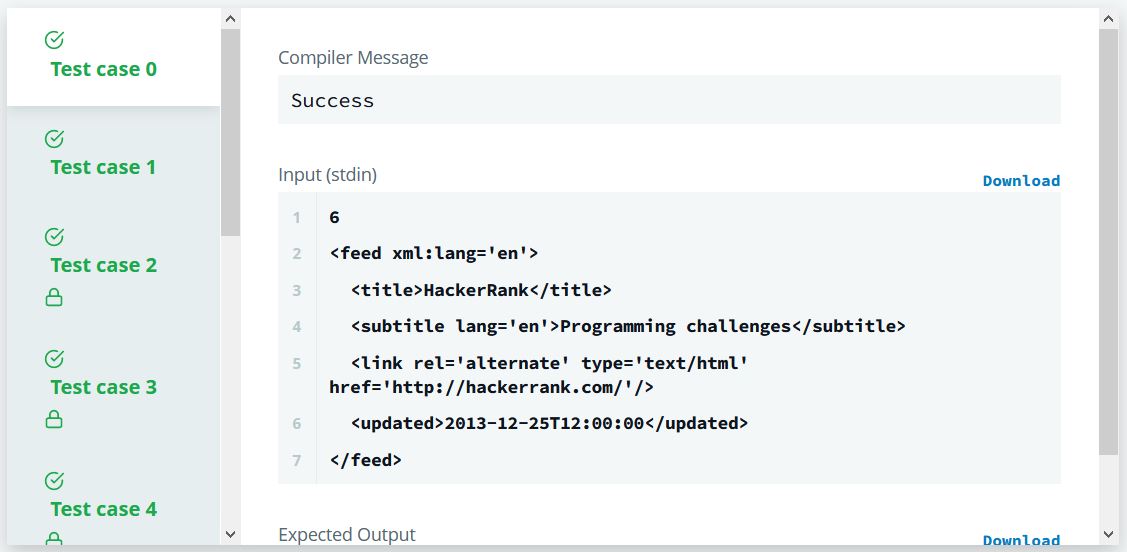 Test case 0
Test case 1
Test case 2
Test case 3
Test case 4
Compiler Message
Success
Input (stdin)
Download
1 6
2 <feed xml:lang='en'>
3   <title>HackerRank</title>
4   <subtitle lang='en'>Programming challenges</subtitle>
5   <link rel='alternate' type='text/html'
href='http://hackerrank.com/'/>
6   <updated>2013-12-25T12:00:00</updated>
7 </feed>
Expected Output
Download